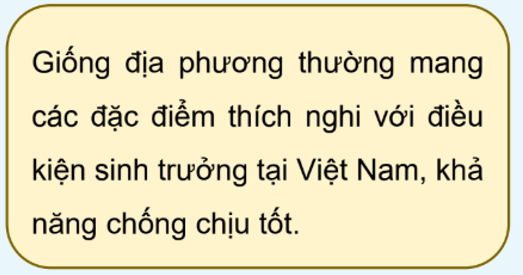 Giống địa phương thường mang
các đặc điểm thích nghi với điều
kiện sinh trưởng tại Việt Nam, khả
năng chống chịu tốt.